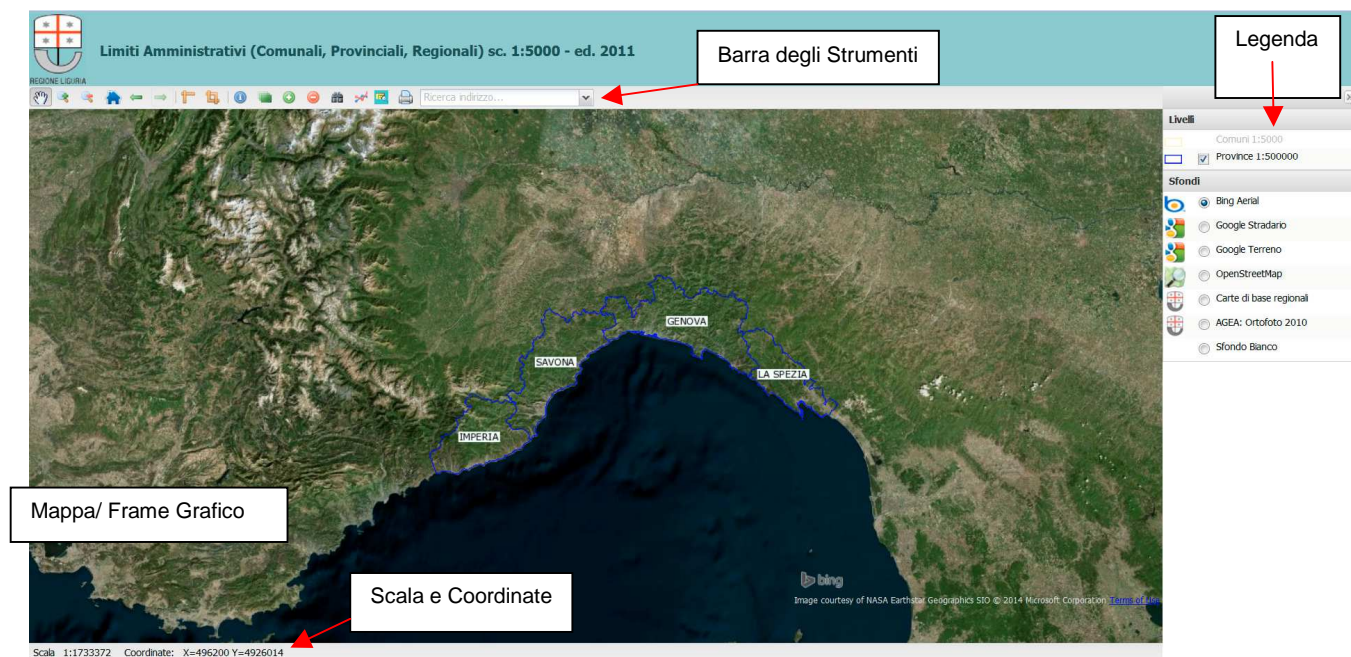 REGIONE LIGURIA
Limiti Amministrativi (Comunali, Provinciali, Regionali) sc. 1:5000 - ed. 2011
Barra degli Strumenti
Legenda
Ricerca indirizzo...
Livelli
Comuni 1:5000
Province 1:500000
Sfondi
Bing Aerial
Google Stradario
Google Terreno
OpenStreetMap
Carte di base regionali
AGEA: Ortofoto 2010
Sfondo Bianco
GENOVA
SAVONA
LA SPEZIA
IMPERIA
Mappa/ Frame Grafico
Scala e Coordinate
bing
Image courtesy of NASA Earthstar Geographics SIO © 2014 Microsoft Corporation Terms of Use
Scala 1:1733372 Coordinate: X=496200 Y=4926014